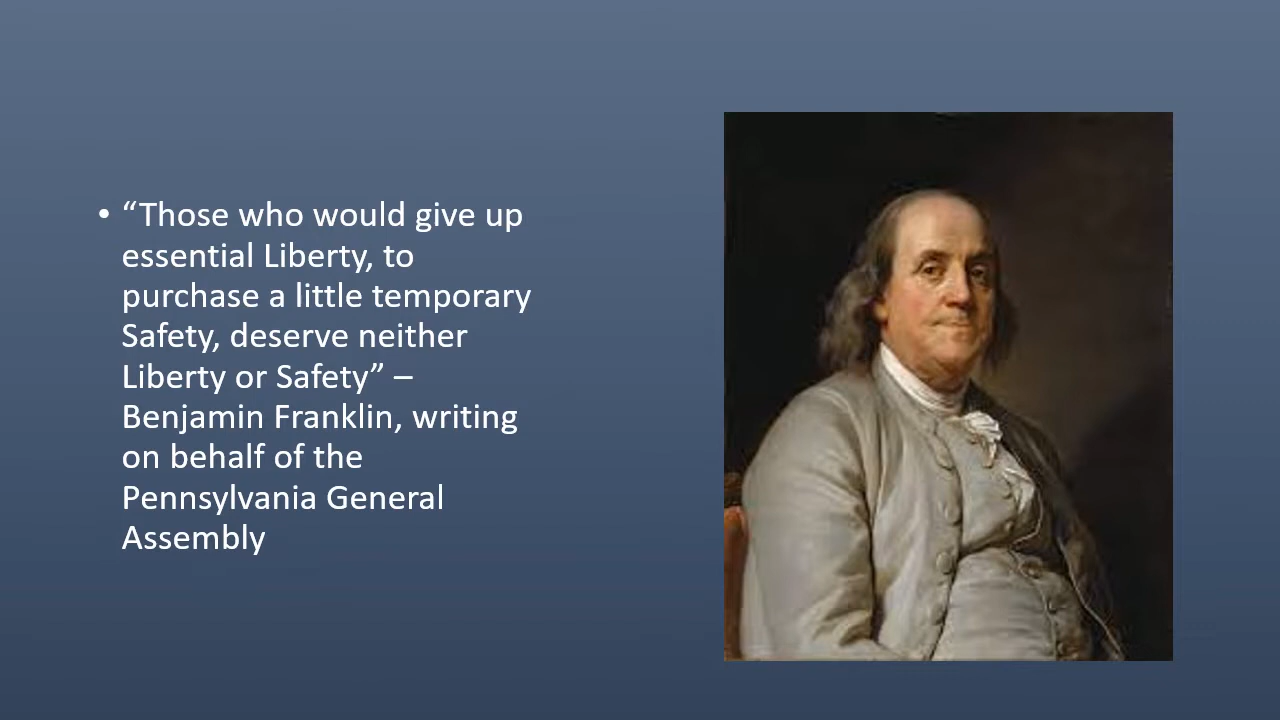 • “Those who would give up
essential Liberty, to
purchase a little temporary
Safety, deserve neither
Liberty or Safety” –
Benjamin Franklin, writing
on behalf of the
Pennsylvania General
Assembly